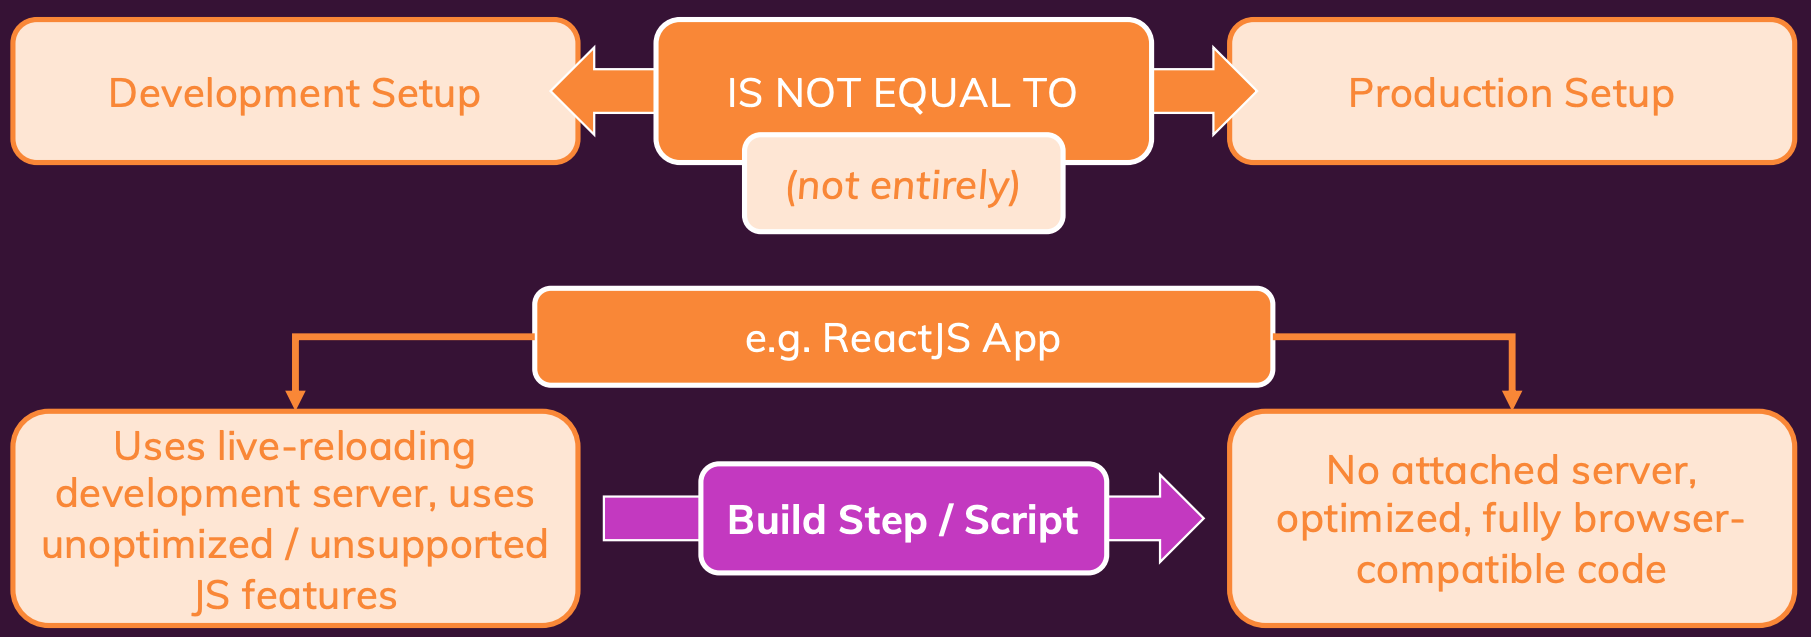 Development Setup
IS NOT EQUAL TO
Production Setup
(not entirely)
e.g. ReactJS App
Uses live-reloading
development server, uses
unoptimized / unsupported
JS features
Build Step / Script
No attached server,
optimized, fully browser-
compatible code